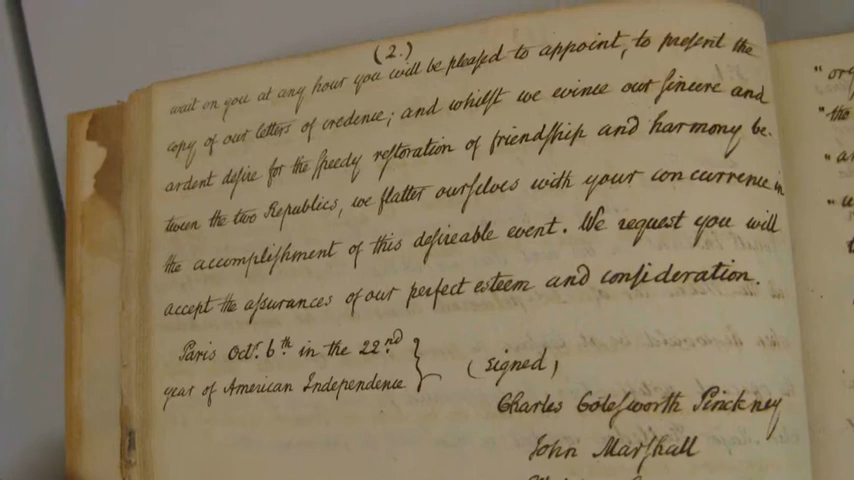 (2.)
wait on you at any hour you will be pleased to appoint, to present the
copy of our letters of credence; and whilst we evince our sincere and
ardent desire for the speedy restoration of friendship and harmony be-
tween the two Republics, we flatter ourselves with your concurrence in
the accomplishment of this desireable event. We request you will
accept the assurances of our perfect esteem and consideration.
Paris Octr. 6th in the 22nd
year of American Independence
(Signed,)
Charles Cotesworth Pinckney
John Marshall
"the